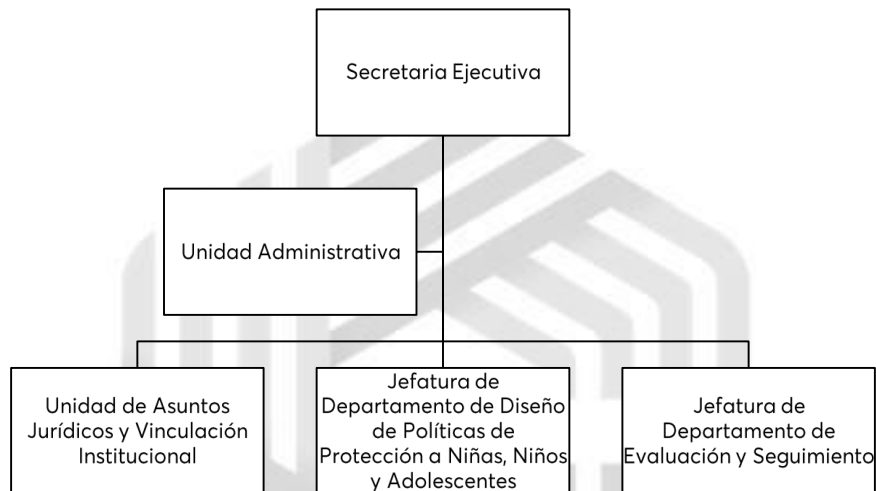 Secretaria Ejecutiva
Unidad Administrativa
Unidad de Asuntos
Jurídicos y Vinculación
Institucional
Jefatura de
Departamento de Diseño
de Políticas de
Protección a Niñas, Niños
y Adolescentes
Jefatura de
Departamento de
Evaluación y Seguimiento